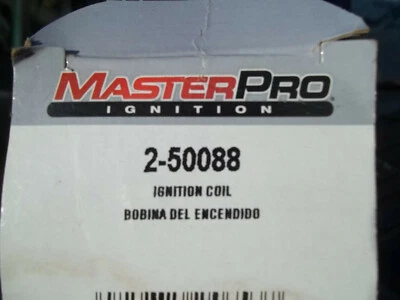 MASTERPRO
IGNITION
2-50088
IGNITION COIL
BOBINA DEL ENCENDIDO